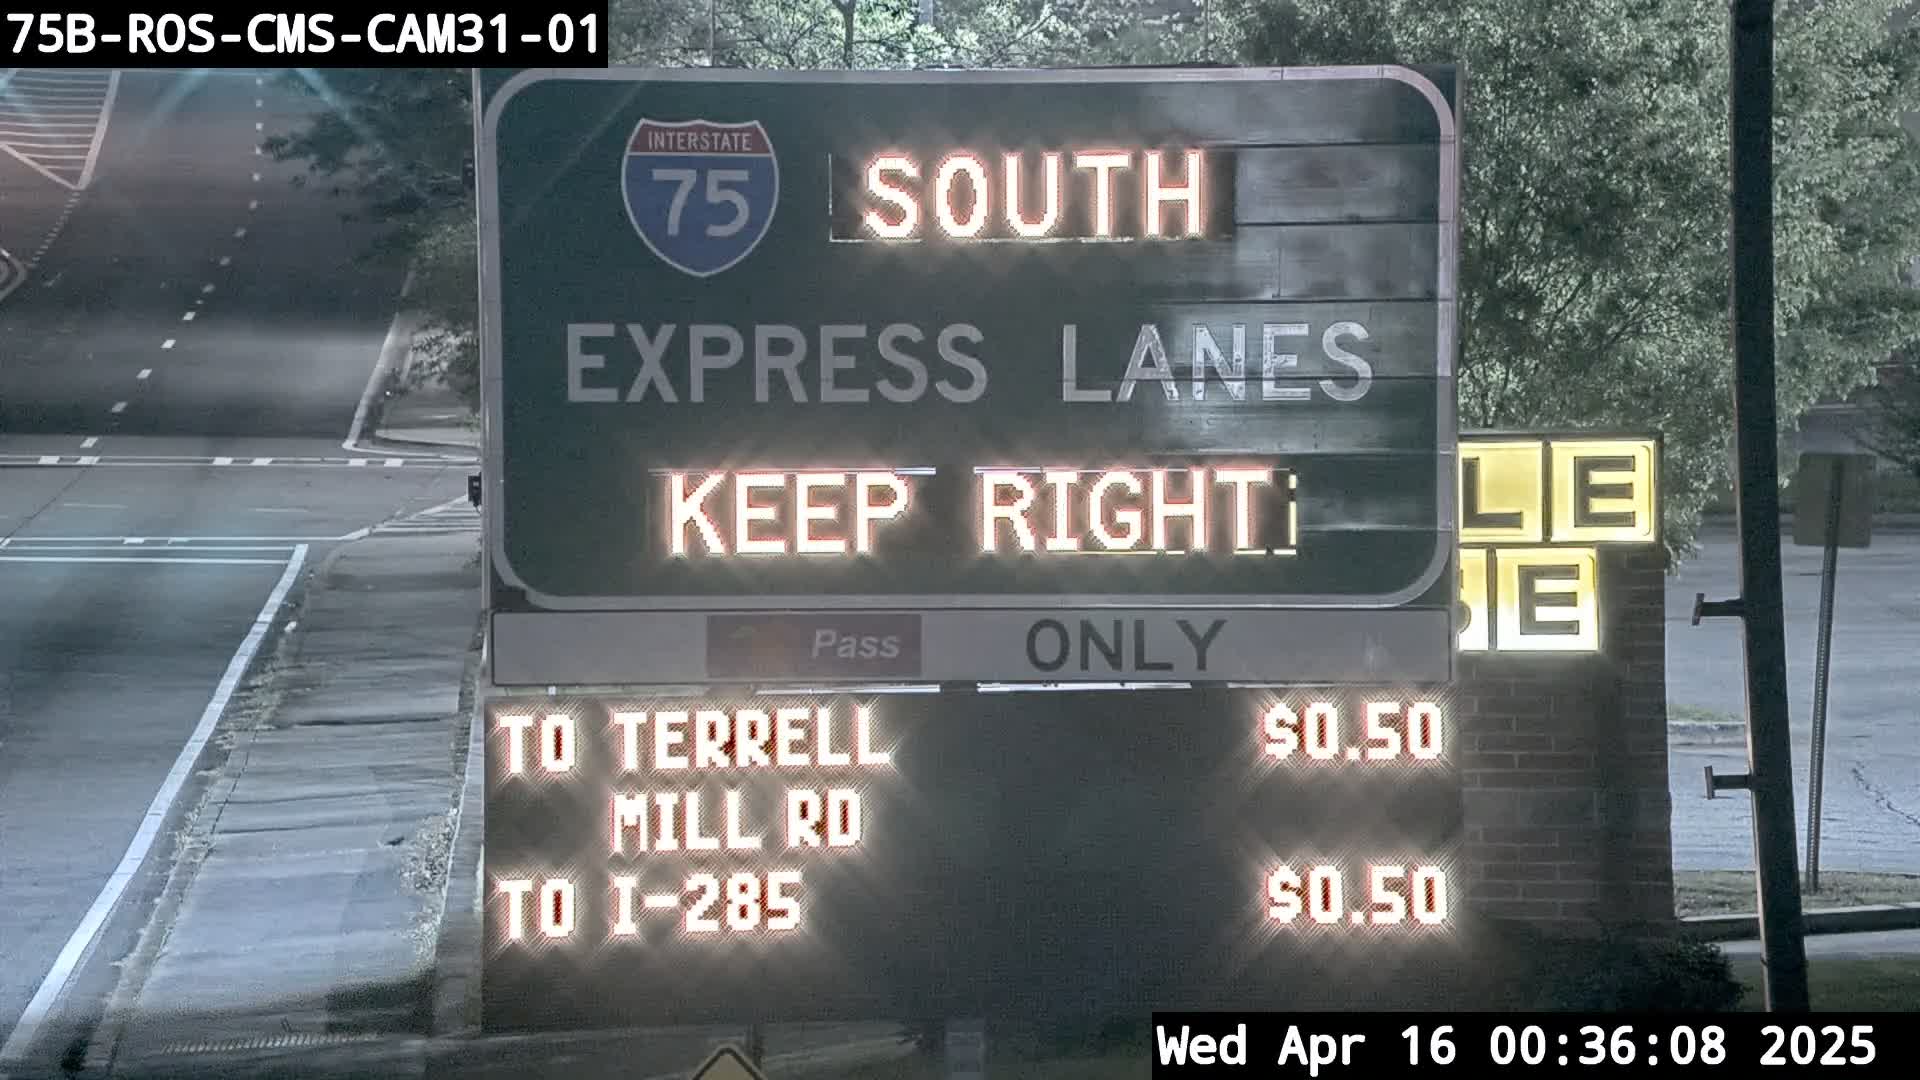 75B-ROS-CMS-CAM31-01
INTERSTATE
75
SOUTH
EXPRESS LANES
KEEP RIGHT
Pass ONLY
TO TERRELL $0.50
MILL RD
TO I-285 $0.50
LE
E
Wed Apr 16 00:36:08 2025